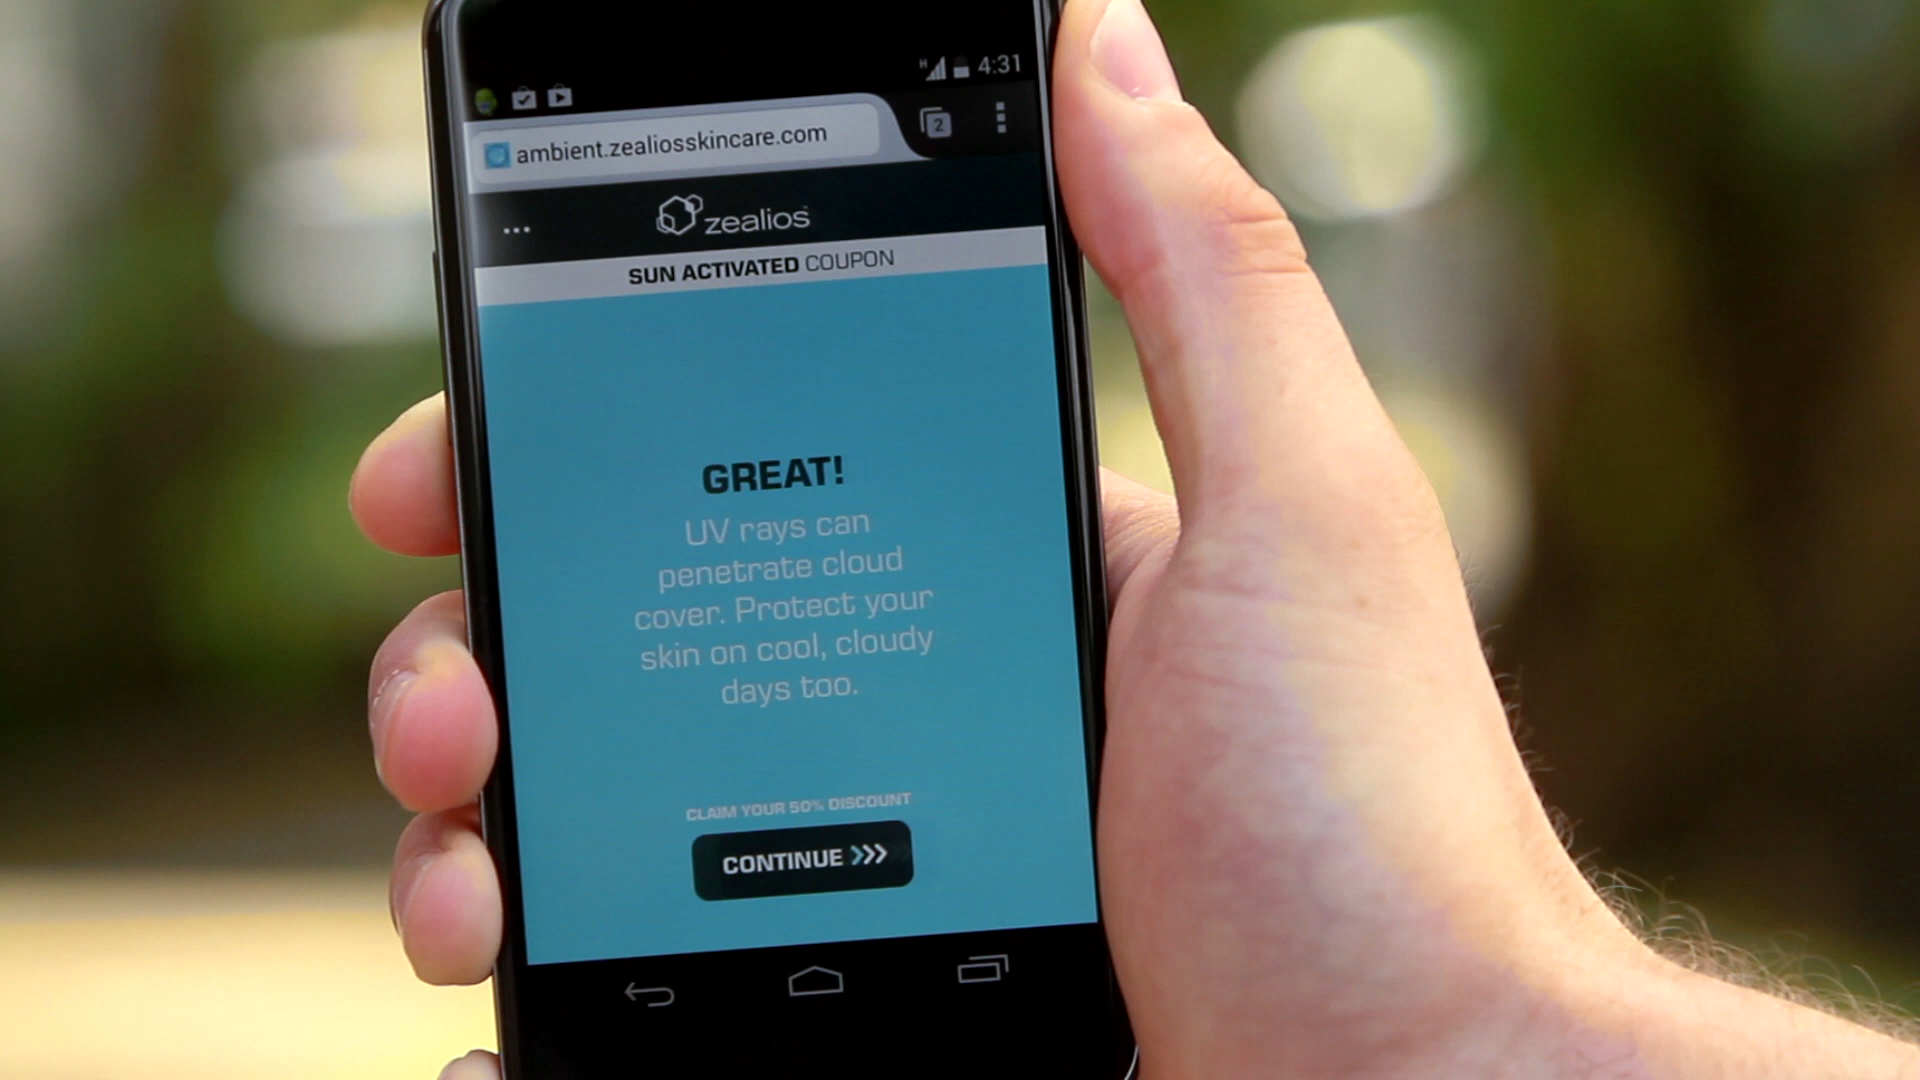 H 4:31
ambient.zealiosskincare.com
2
zealios
SUN ACTIVATED COUPON
GREAT!
UV rays can
penetrate cloud
cover. Protect your
skin on cool, cloudy
days too.
CLAIM YOUR 50% DISCOUNT
CONTINUE >>>